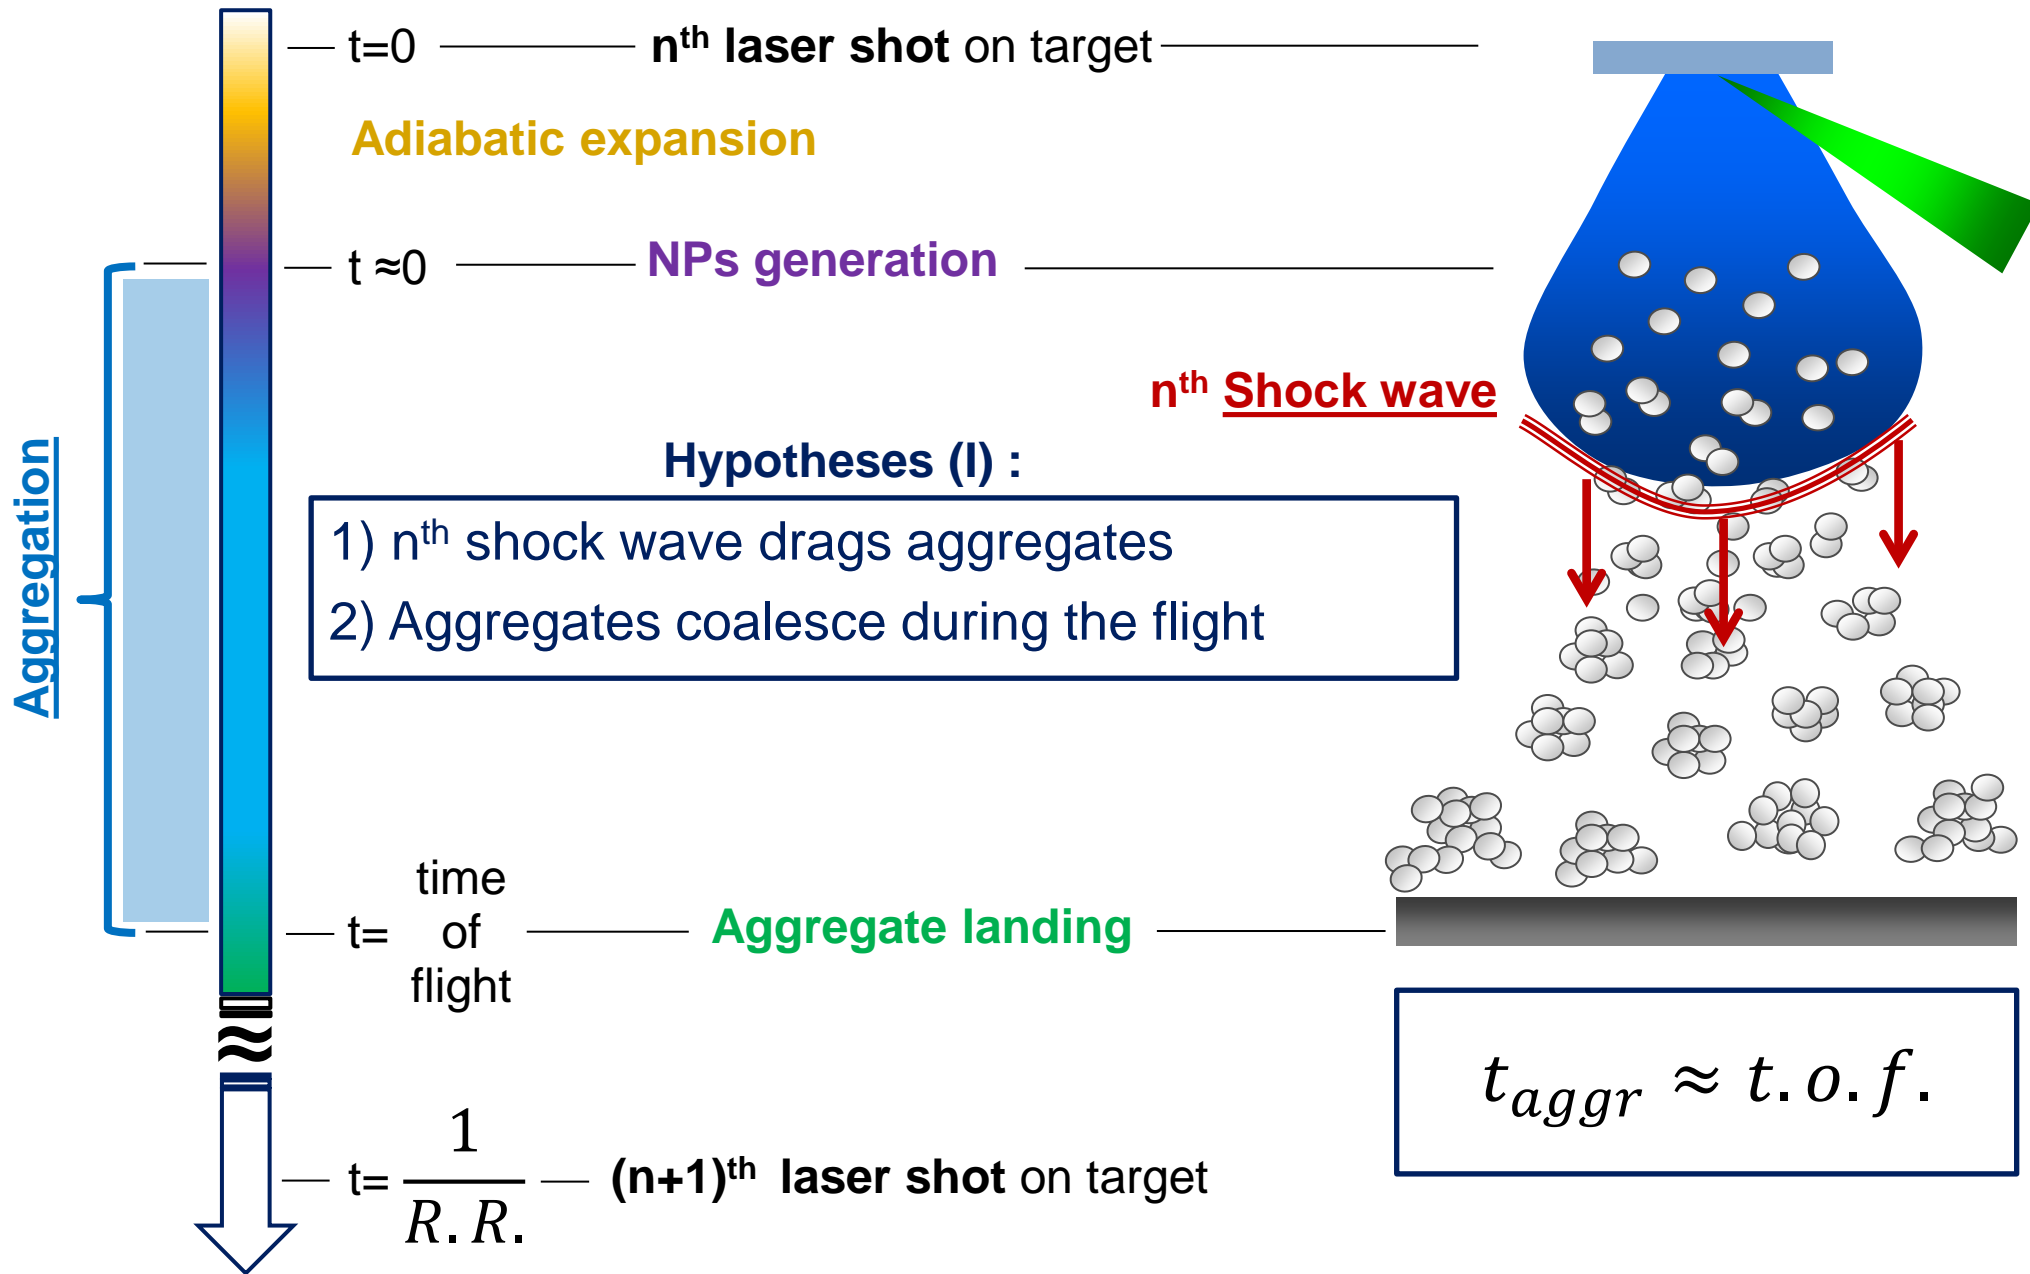 t=0
nth laser shot on target
Adiabatic expansion
t ≈0
NPs generation
nth Shock wave
Aggregation
Hypotheses (I) :
1) nth shock wave drags aggregates
2) Aggregates coalesce during the flight
t= time of flight
Aggregate landing
t_aggr ≈ t.o.f.
t= 1/R.R.
(n+1)th laser shot on target